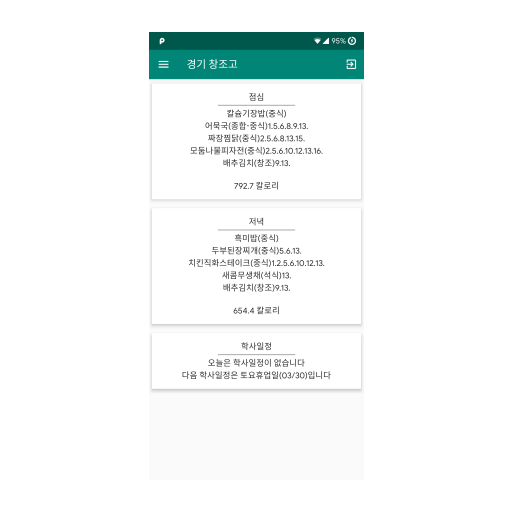 95%
경기 창조고
점심
칼슘기장밥(중식)
어묵국(종합-중식)1.5.6.8.9.13.
짜장찜닭(중식)2.5.6.8.13.15.
모둠나물피자전(중식)2.5.6.10.12.13.16.
배추김치(창조)9.13.
792.7 칼로리
저녁
흑미밥(중식)
두부된장찌개(중식)5.6.13.
치킨직화스테이크(중식)1.2.5.6.10.12.13.
새콤무생채(석식)13.
배추김치(창조)9.13.
654.4 칼로리
학사일정
오늘은 학사일정이 없습니다
다음 학사일정은 토요휴업일(03/30)입니다